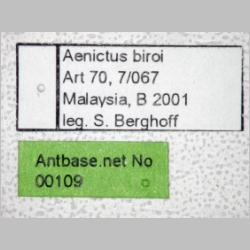 Aenictus biroi
Art 70, 7/067
Malaysia, B 2001
leg. S. Berghoff
Antbase.net No
00109